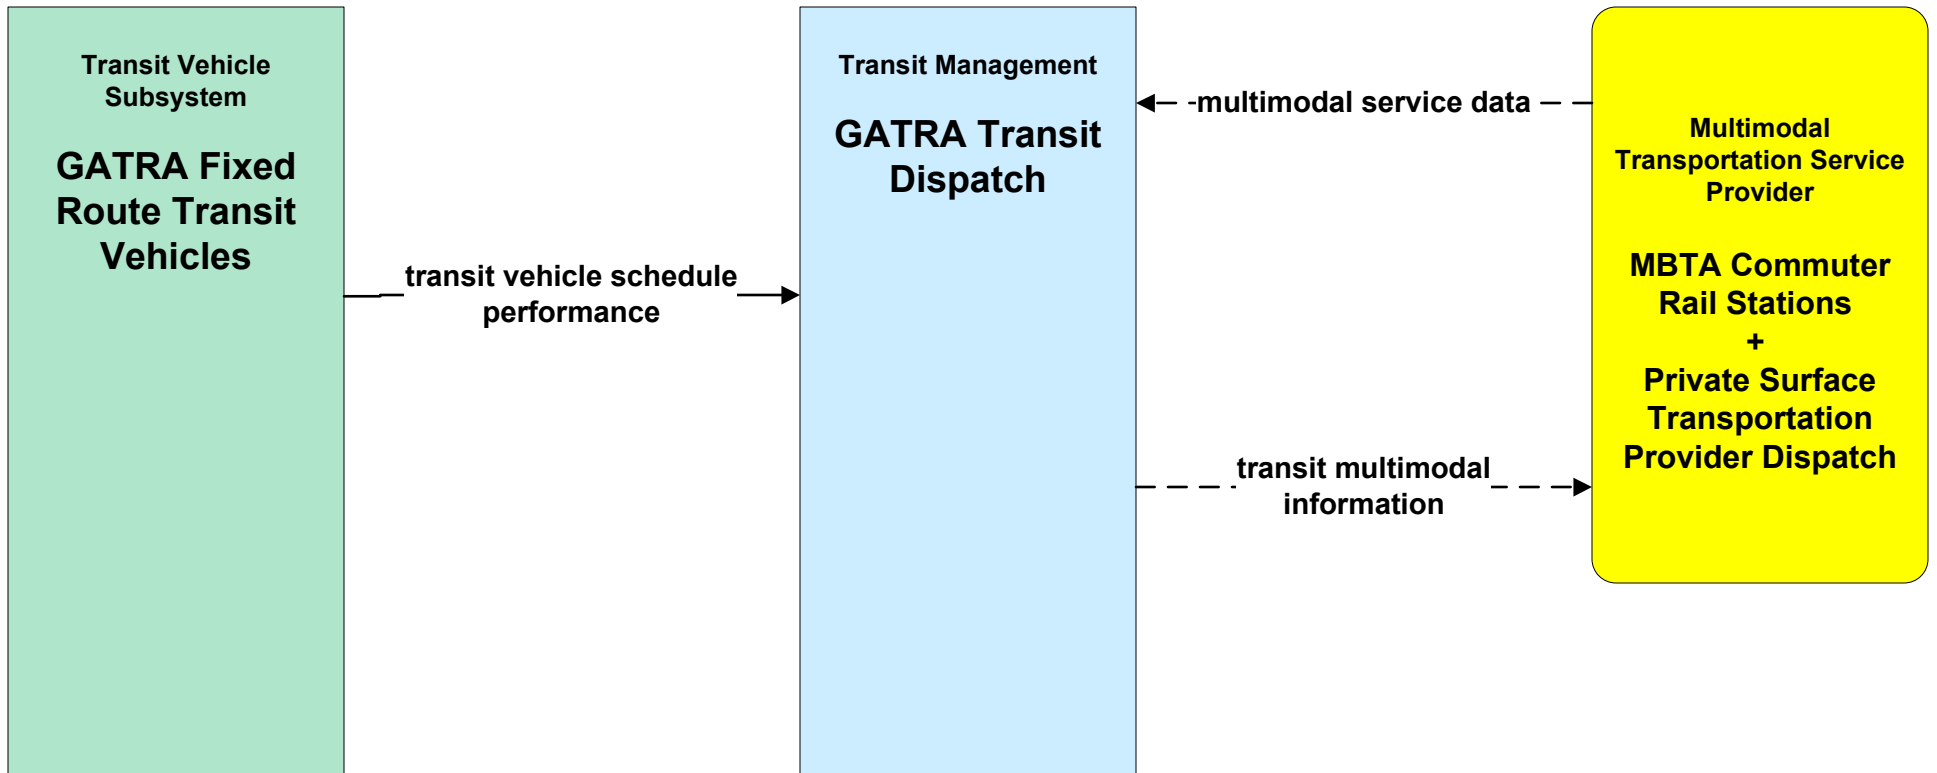 Transit Vehicle
Subsystem
GATRA Fixed
Route Transit
Vehicles
transit vehicle schedule
performance
Transit Management
GATRA Transit
Dispatch
multimodal service data
transit multimodal
information
Multimodal
Transportation Service
Provider
MBTA Commuter
Rail Stations
+
Private Surface
Transportation
Provider Dispatch